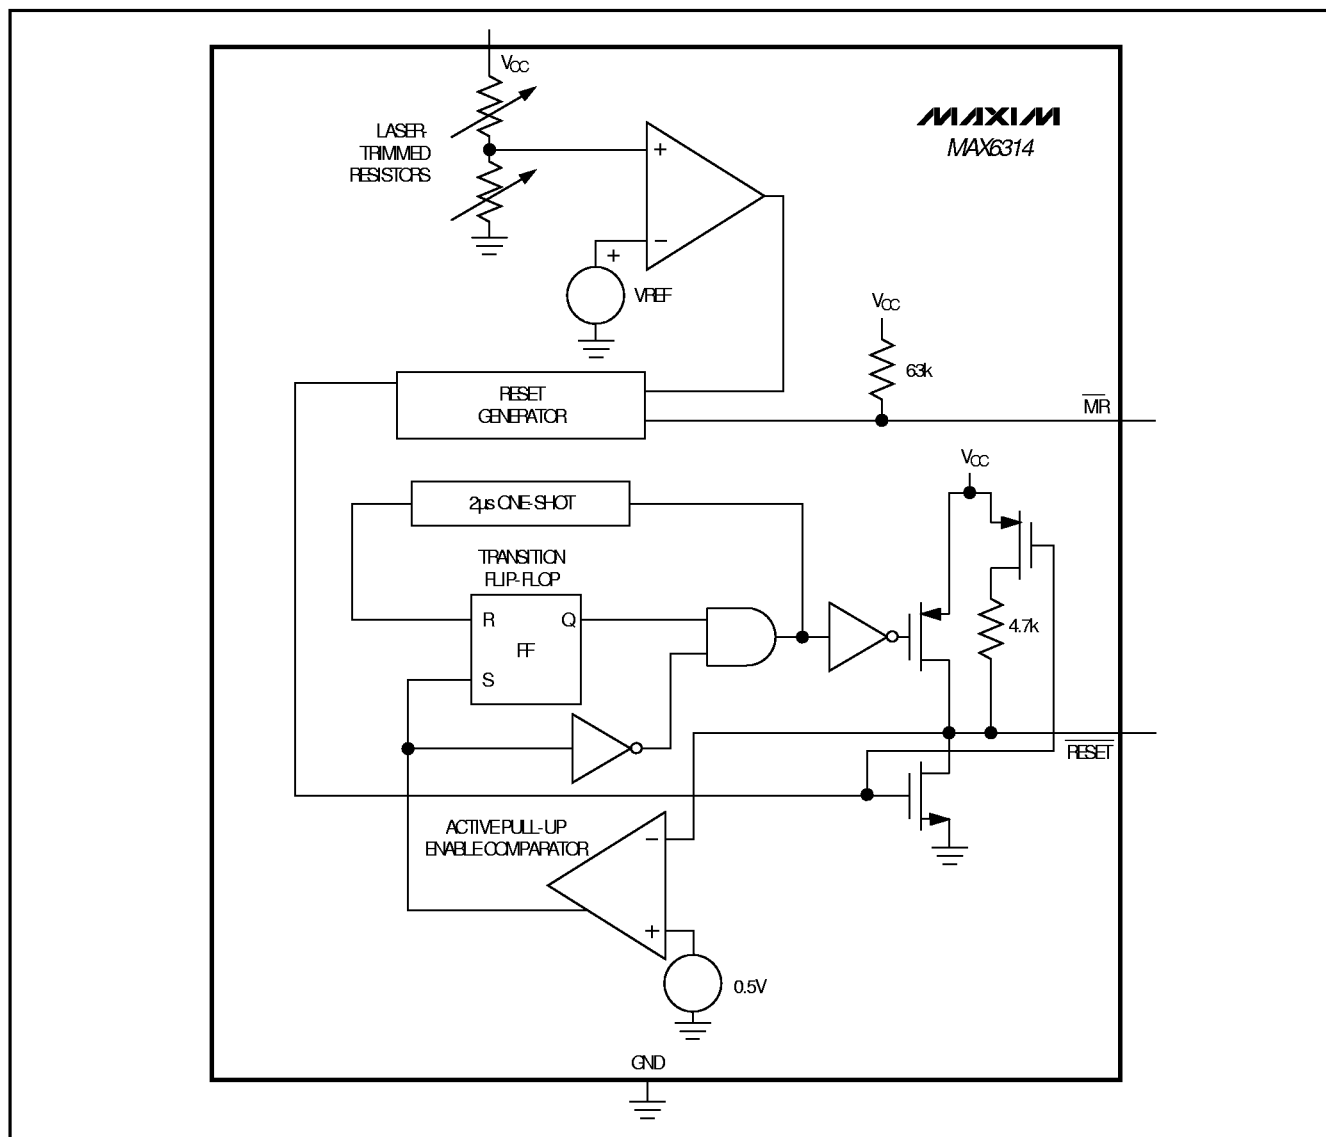 VCC
LASER-
TRIMMED
RESISTORS
MAXIM
MAX6314
+
−
+
VREF
VCC
63k
RESET
GENERATOR
MR
VCC
2µs ONE-SHOT
TRANSITION
FLIP-FLOP
R
Q
FF
S
4.7k
RESET
ACTIVE PULL-UP
ENABLE COMPARATOR
−
+
0.5V
GND